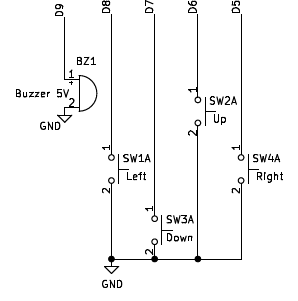 D9
D8
D7
D6
D5
BZ1
1
+
Buzzer 5V
2
GND
1
SW2A
Up
2
1
SW1A
Left
2
1
SW4A
Right
2
1
SW3A
Down
2
GND